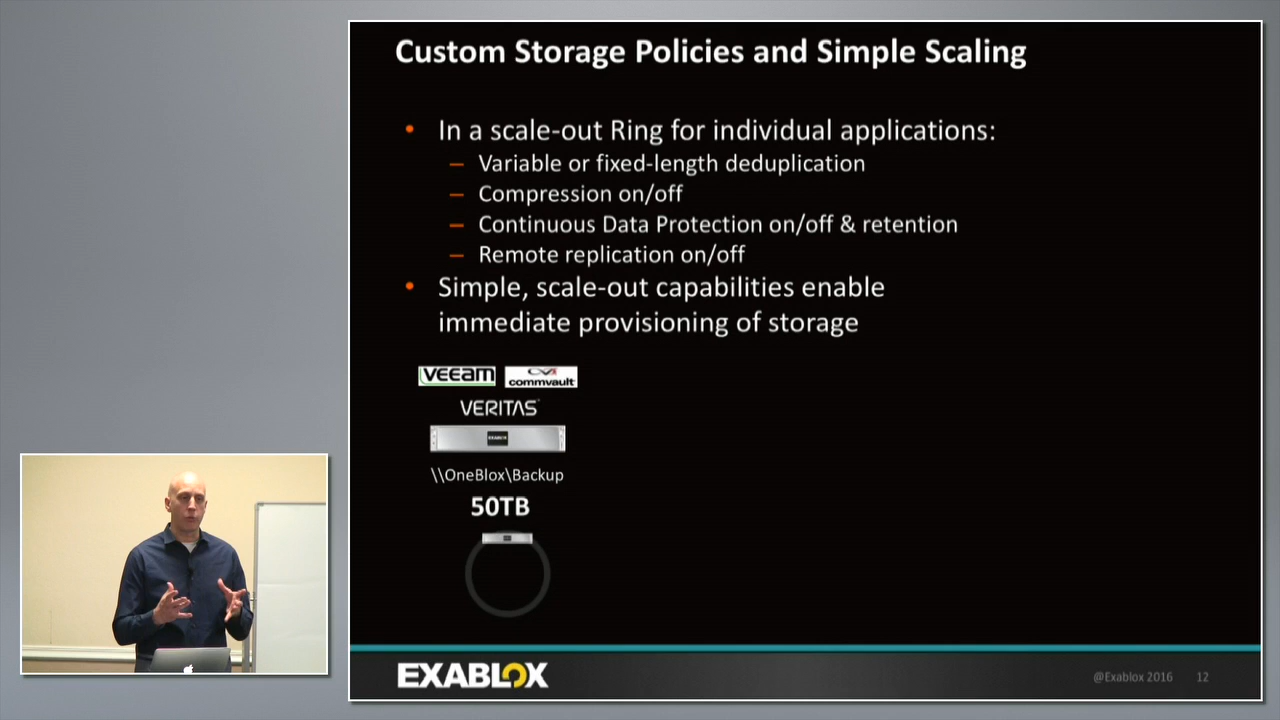 Custom Storage Policies and Simple Scaling
• In a scale-out Ring for individual applications:
– Variable or fixed-length deduplication
– Compression on/off
– Continuous Data Protection on/off & retention
– Remote replication on/off
• Simple, scale-out capabilities enable
immediate provisioning of storage
veeam
commvault
VERITAS
EXABLOX
\\OneBlox\Backup
50TB
EXABLOX
@Exablox 2016 12